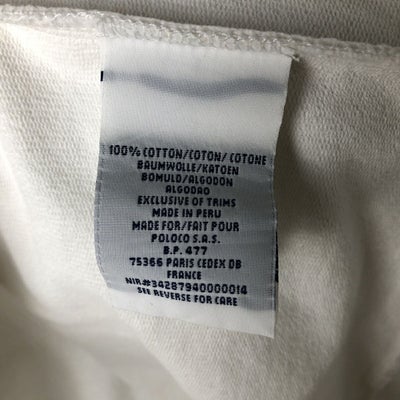 100% COTTON/COTON/ COTONE
BAUMWOLLE/KATOEN
BOMULD/ALGODON
ALGODAO
EXCLUSIVE OF TRIMS
MADE IN PERU
MADE FOR/FAIT POUR
POLOCO S.A.S.
B.P. 477
75366 PARIS CEDEX DB
FRANCE
NIR#34287940000014
SEE REVERSE FOR CARE